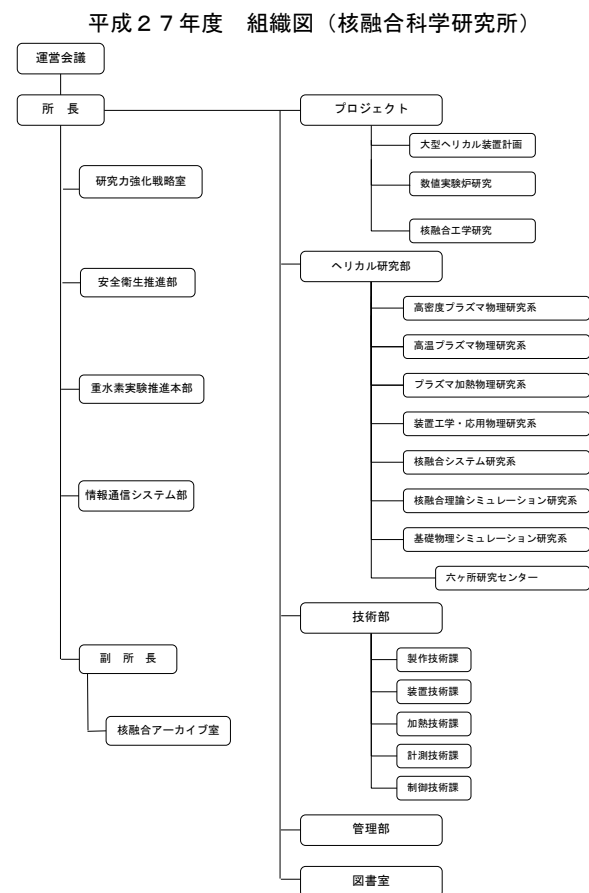 平成２７年度　組織図（核融合科学研究所）
運営会議
所　長
研究力強化戦略室
安全衛生推進部
重水素実験推進本部
情報通信システム部
副　所　長
核融合アーカイブ室
プロジェクト
大型ヘリカル装置計画
数値実験炉研究
核融合工学研究
ヘリカル研究部
高密度プラズマ物理研究系
高温プラズマ物理研究系
プラズマ加熱物理研究系
装置工学・応用物理研究系
核融合システム研究系
核融合理論シミュレーション研究系
基礎物理シミュレーション研究系
六ヶ所研究センター
技術部
製作技術課
装置技術課
加熱技術課
計測技術課
制御技術課
管理部
図書室